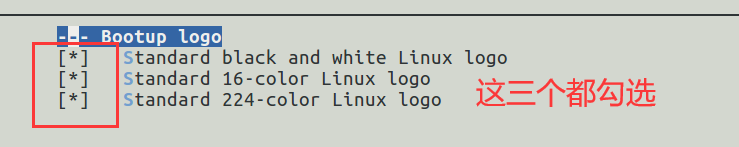 --- Bootup logo
[*]   Standard black and white Linux logo
[*]   Standard 16-color Linux logo
[*]   Standard 224-color Linux logo
这三个都勾选